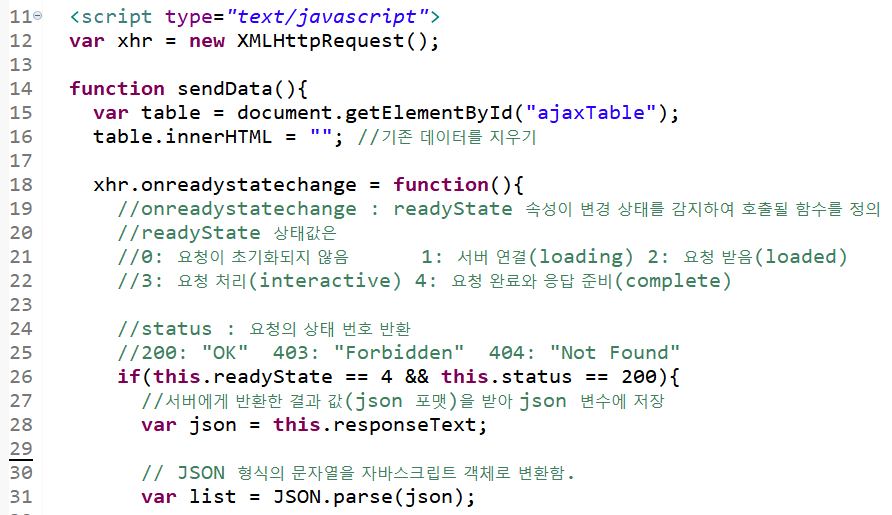 11 <script type="text/javascript">
12 var xhr = new XMLHttpRequest();
13
14 function sendData(){
15 var table = document.getElementById("ajaxTable");
16 table.innerHTML = ""; //기존 데이터를 지우기
17
18 xhr.onreadystatechange = function(){
19 //onreadystatechange : readyState 속성이 변경 상태를 감지하여 호출될 함수를 정의
20 //readyState 상태값은
21 //0: 요청이 초기화되지 않음 1: 서버 연결(loading) 2: 요청 받음(loaded)
22 //3: 요청 처리(interactive) 4: 요청 완료와 응답 준비(complete)
23
24 //status : 요청의 상태 번호 반환
25 //200: "OK" 403: "Forbidden" 404: "Not Found"
26 if(this.readyState == 4 && this.status == 200){
27 //서버에게 반환한 결과 값(json 포맷)을 받아 json 변수에 저장
28 var json = this.responseText;
29
30 // JSON 형식의 문자열을 자바스크립트 객체로 변환함.
31 var list = JSON.parse(json);